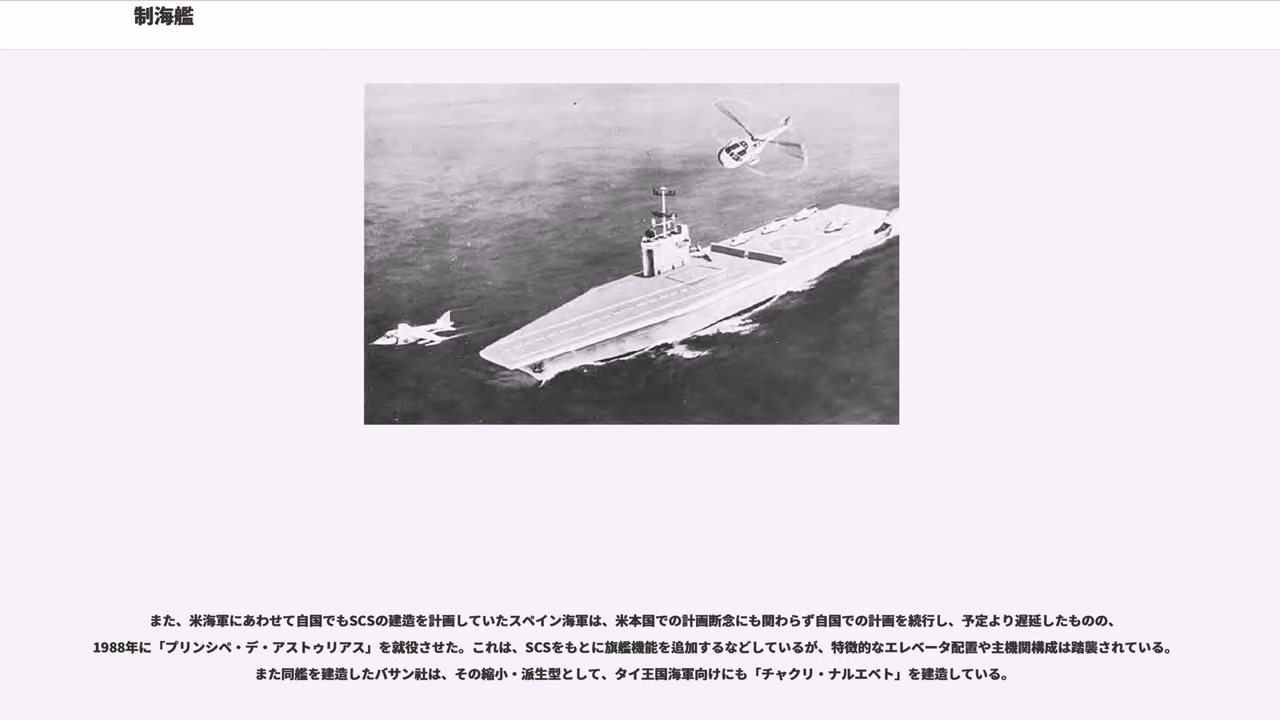 制海艦
また、米海軍にあわせて自国でもSCSの建造を計画していたスペイン海軍は、米本国での計画断念にも関わらず自国での計画を続行し、予定より遅延したものの、
1988年に「プリンシペ・デ・アストゥリアス」を就役させた。これは、SCSをもとに旗艦機能を追加するなどしているが、特徴的なエレベータ配置や主機関構成は踏襲されている。
また同艦を建造したバサン社は、その縮小・派生型として、タイ王国海軍向けにも「チャクリ・ナルエベト」を建造している。